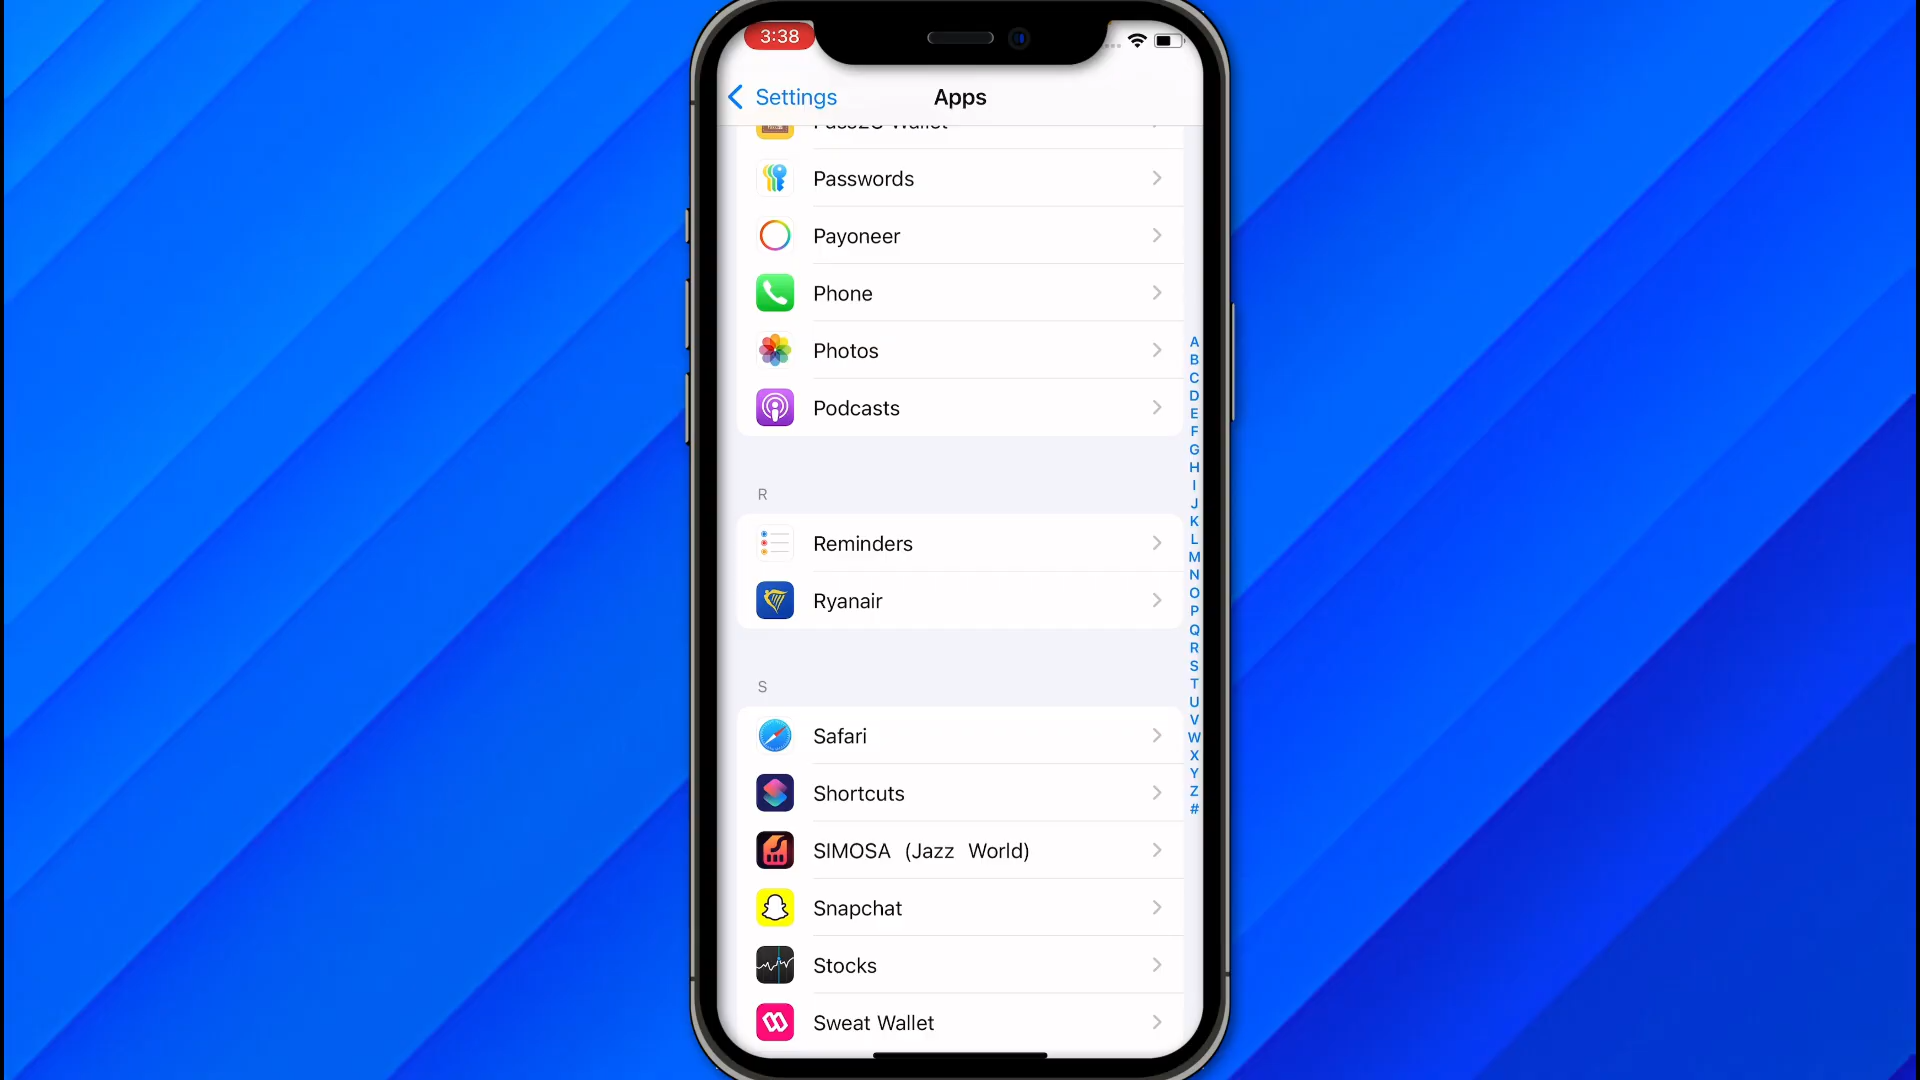 3:38
Settings
Apps
Passwords
Payoneer
Phone
Photos
Podcasts
R
Reminders
Ryanair
S
Safari
Shortcuts
SIMOSA (Jazz World)
Snapchat
Stocks
Sweat Wallet
A
B
C
D
E
F
G
H
I
J
K
L
M
N
O
P
Q
R
S
T
U
V
W
X
Y
Z
#